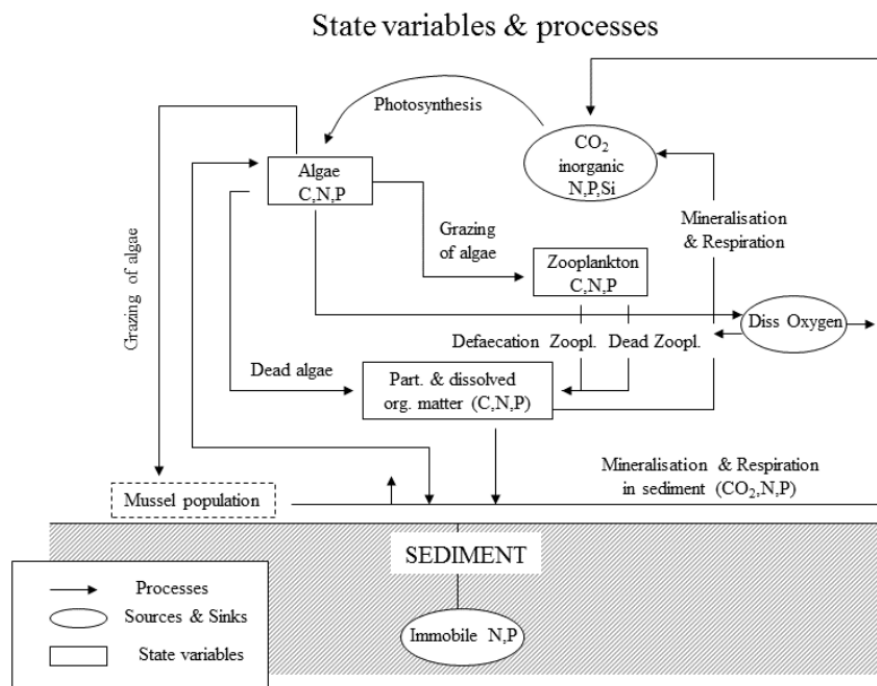 State variables & processes
Photosynthesis
CO2
inorganic
N,P,Si
Algae
C,N,P
Mineralisation
& Respiration
Grazing
of algae
Zooplankton
C,N,P
Grazing of algae
Diss Oxygen
Defaecation Zoopl. Dead Zoopl.
Dead algae
Part. & dissolved
org. matter (C,N,P)
Mineralisation & Respiration
in sediment (CO2,N,P)
Mussel population
SEDIMENT
Processes
Sources & Sinks
State variables
Immobile N,P